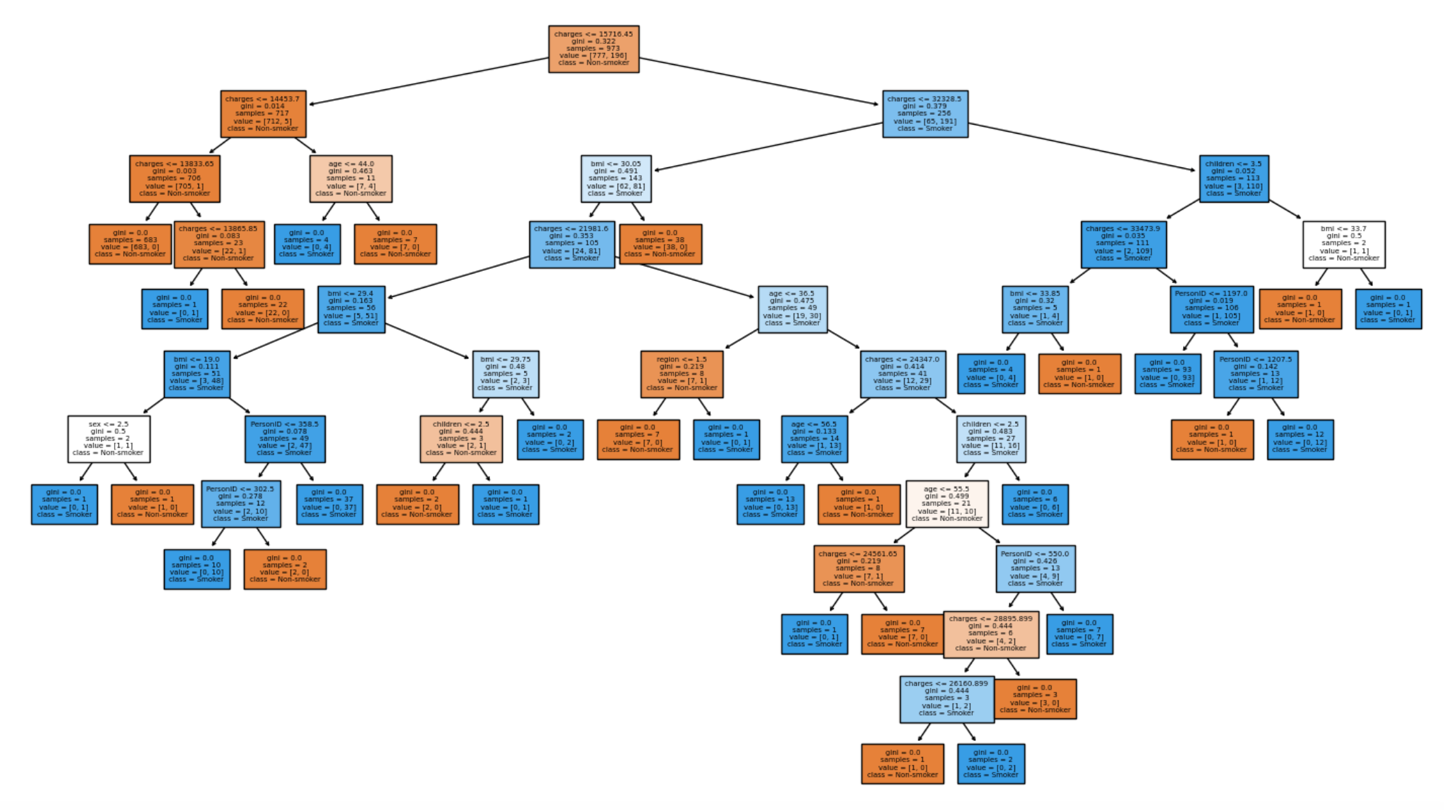 charges <= 15716.45
gini = 0.322
samples = 973
value = [777, 196]
class = Non-smoker
charges <= 14453.7
gini = 0.014
samples = 717
value = [712, 5]
class = Non-smoker
charges <= 32328.5
gini = 0.379
samples = 256
value = [65, 191]
class = Smoker
charges <= 13833.65
gini = 0.003
samples = 706
value = [705, 1]
class = Non-smoker
age <= 44.0
gini = 0.463
samples = 11
value = [7, 4]
class = Non-smoker
bmi <= 30.05
gini = 0.491
samples = 143
value = [62, 81]
class = Smoker
children <= 3.5
gini = 0.052
samples = 113
value = [3, 110]
class = Smoker
gini = 0.0
samples = 683
value = [683, 0]
class = Non-smoker
charges <= 13865.85
gini = 0.083
samples = 23
value = [22, 1]
class = Non-smoker
gini = 0.0
samples = 4
value = [0, 4]
class = Smoker
gini = 0.0
samples = 7
value = [7, 0]
class = Non-smoker
charges <= 21981.6
gini = 0.353
samples = 105
value = [24, 81]
class = Smoker
gini = 0.0
samples = 38
value = [38, 0]
class = Non-smoker
charges <= 33473.9
gini = 0.035
samples = 111
value = [2, 109]
class = Smoker
bmi <= 33.7
gini = 0.5
samples = 2
value = [1, 1]
class = Non-smoker
gini = 0.0
samples = 1
value = [0, 1]
class = Smoker
gini = 0.0
samples = 22
value = [22, 0]
class = Non-smoker
bmi <= 29.4
gini = 0.163
samples = 56
value = [5, 51]
class = Smoker
age <= 36.5
gini = 0.475
samples = 49
value = [19, 30]
class = Smoker
bmi <= 33.85
gini = 0.32
samples = 5
value = [1, 4]
class = Smoker
PersonID <= 1197.0
gini = 0.019
samples = 106
value = [1, 105]
class = Smoker
gini = 0.0
samples = 1
value = [1, 0]
class = Non-smoker
gini = 0.0
samples = 1
value = [0, 1]
class = Smoker
bmi <= 19.0
gini = 0.111
samples = 51
value = [3, 48]
class = Smoker
bmi <= 29.75
gini = 0.48
samples = 5
value = [2, 3]
class = Smoker
region <= 1.5
gini = 0.219
samples = 8
value = [7, 1]
class = Non-smoker
charges <= 24347.0
gini = 0.414
samples = 41
value = [12, 29]
class = Smoker
gini = 0.0
samples = 4
value = [0, 4]
class = Smoker
gini = 0.0
samples = 1
value = [1, 0]
class = Non-smoker
gini = 0.0
samples = 93
value = [0, 93]
class = Smoker
PersonID <= 1207.5
gini = 0.142
samples = 13
value = [1, 12]
class = Smoker
sex <= 2.5
gini = 0.5
samples = 2
value = [1, 1]
class = Non-smoker
PersonID <= 358.5
gini = 0.078
samples = 49
value = [2, 47]
class = Smoker
children <= 2.5
gini = 0.444
samples = 3
value = [2, 1]
class = Non-smoker
gini = 0.0
samples = 2
value = [0, 2]
class = Smoker
gini = 0.0
samples = 7
value = [7, 0]
class = Non-smoker
gini = 0.0
samples = 1
value = [0, 1]
class = Smoker
age <= 56.5
gini = 0.133
samples = 14
value = [1, 13]
class = Smoker
children <= 2.5
gini = 0.483
samples = 27
value = [11, 16]
class = Smoker
gini = 0.0
samples = 1
value = [1, 0]
class = Non-smoker
gini = 0.0
samples = 12
value = [0, 12]
class = Smoker
gini = 0.0
samples = 1
value = [0, 1]
class = Smoker
gini = 0.0
samples = 1
value = [1, 0]
class = Non-smoker
PersonID <= 302.5
gini = 0.278
samples = 12
value = [2, 10]
class = Smoker
gini = 0.0
samples = 37
value = [0, 37]
class = Smoker
gini = 0.0
samples = 2
value = [2, 0]
class = Non-smoker
gini = 0.0
samples = 1
value = [0, 1]
class = Smoker
gini = 0.0
samples = 13
value = [0, 13]
class = Smoker
gini = 0.0
samples = 1
value = [1, 0]
class = Non-smoker
age <= 55.5
gini = 0.499
samples = 21
value = [11, 10]
class = Non-smoker
gini = 0.0
samples = 6
value = [0, 6]
class = Smoker
gini = 0.0
samples = 10
value = [0, 10]
class = Smoker
gini = 0.0
samples = 2
value = [2, 0]
class = Non-smoker
charges <= 24561.65
gini = 0.219
samples = 8
value = [7, 1]
class = Non-smoker
PersonID <= 550.0
gini = 0.426
samples = 13
value = [4, 9]
class = Smoker
gini = 0.0
samples = 1
value = [0, 1]
class = Smoker
gini = 0.0
samples = 7
value = [7, 0]
class = Non-smoker
charges <= 28895.899
gini = 0.444
samples = 6
value = [4, 2]
class = Non-smoker
gini = 0.0
samples = 7
value = [0, 7]
class = Smoker
charges <= 26160.899
gini = 0.444
samples = 3
value = [1, 2]
class = Smoker
gini = 0.0
samples = 3
value = [3, 0]
class = Non-smoker
gini = 0.0
samples = 1
value = [1, 0]
class = Non-smoker
gini = 0.0
samples = 2
value = [0, 2]
class = Smoker